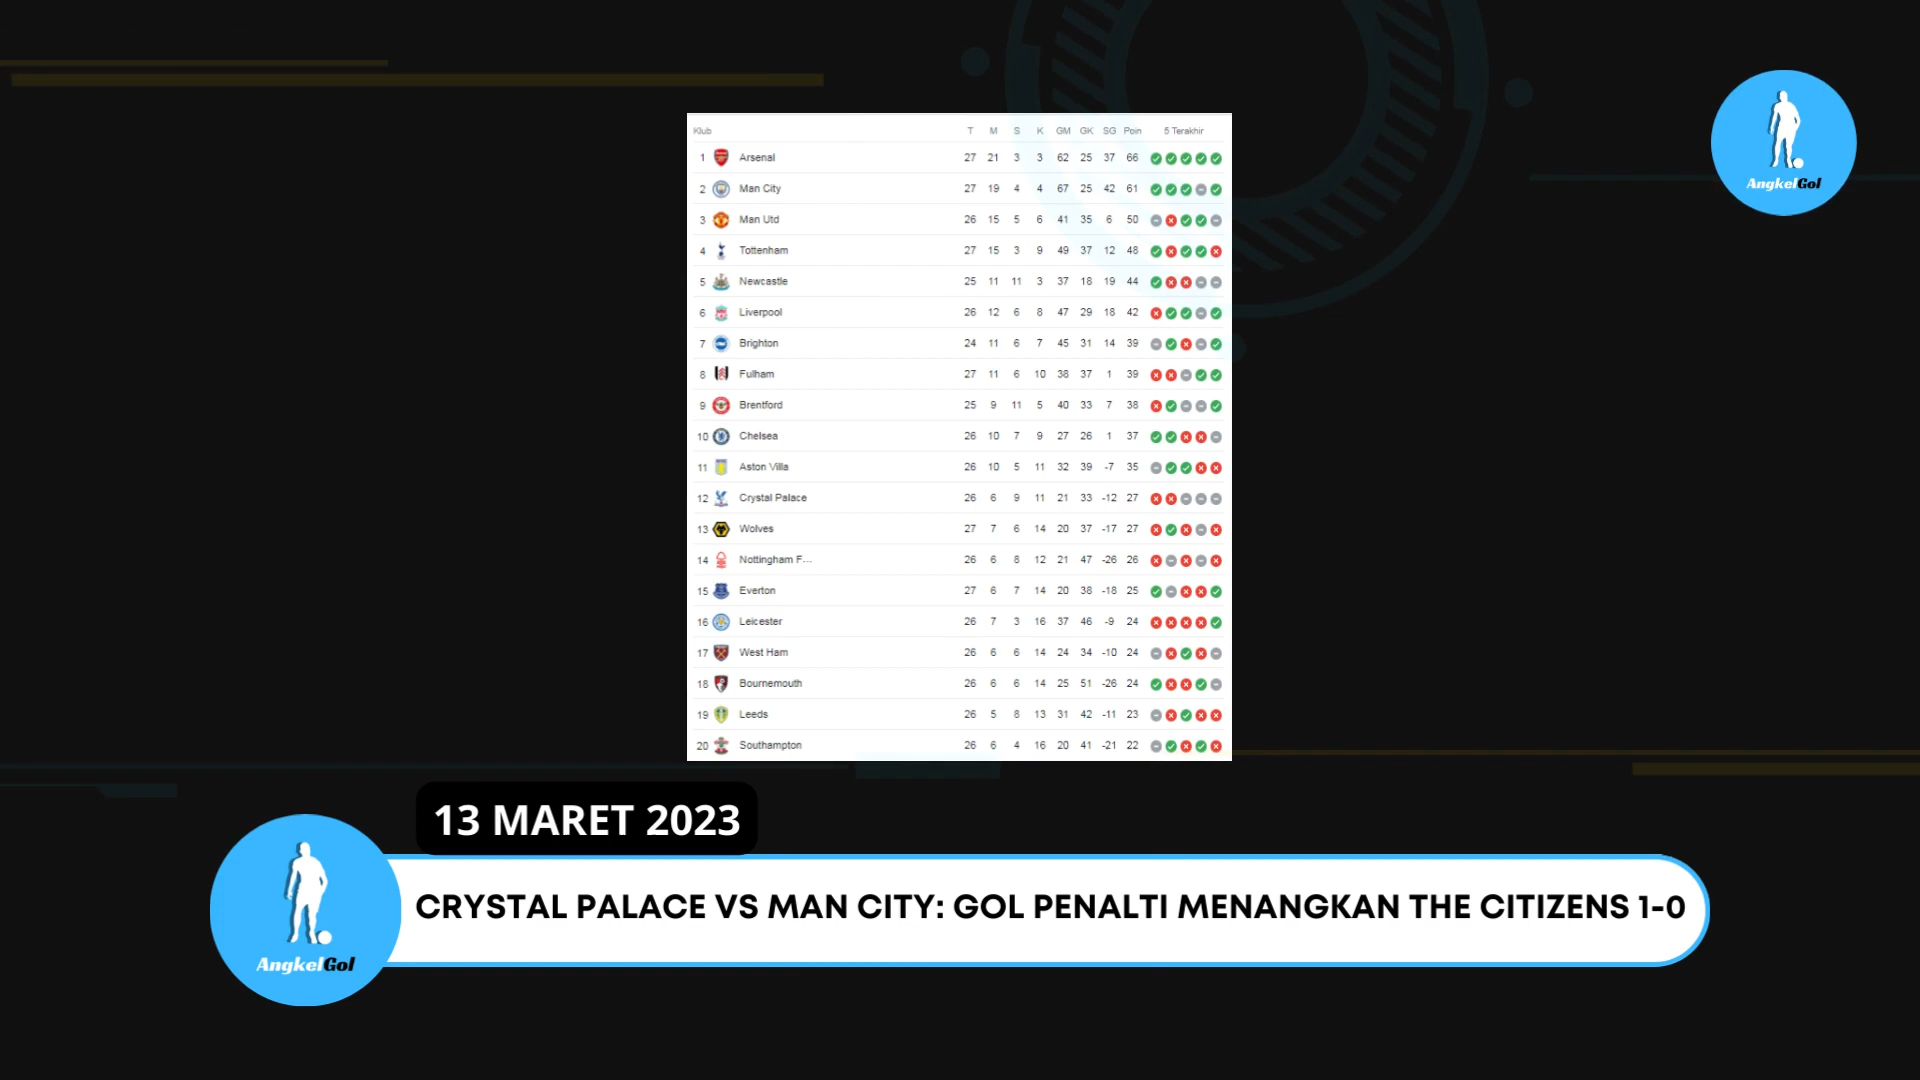 AngkelGol
Klub T M S K GM GK SG Poin 5 Terakhir
1 Arsenal 27 21 3 3 62 25 37 66
2 Man City 27 19 4 4 67 25 42 61
3 Man Utd 26 15 5 6 41 35 6 50
4 Tottenham 27 15 3 9 49 37 12 48
5 Newcastle 25 11 11 3 37 18 19 44
6 Liverpool 26 12 6 8 47 29 18 42
7 Brighton 24 11 6 7 45 31 14 39
8 Fulham 27 11 6 10 38 37 1 39
9 Brentford 25 9 11 5 40 33 7 38
10 Chelsea 26 10 7 9 27 26 1 37
11 Aston Villa 26 10 5 11 32 39 -7 35
12 Crystal Palace 26 6 9 11 21 33 -12 27
13 Wolves 27 7 6 14 20 37 -17 27
14 Nottingham F... 26 6 8 12 21 47 -26 26
15 Everton 27 6 7 14 20 38 -18 25
16 Leicester 26 7 3 16 37 46 -9 24
17 West Ham 26 6 6 14 24 34 -10 24
18 Bournemouth 26 6 6 14 25 51 -26 24
19 Leeds 26 5 8 13 31 42 -11 23
20 Southampton 26 6 4 16 20 41 -21 22
13 MARET 2023
CRYSTAL PALACE VS MAN CITY: GOL PENALTI MENANGKAN THE CITIZENS 1-0
AngkelGol